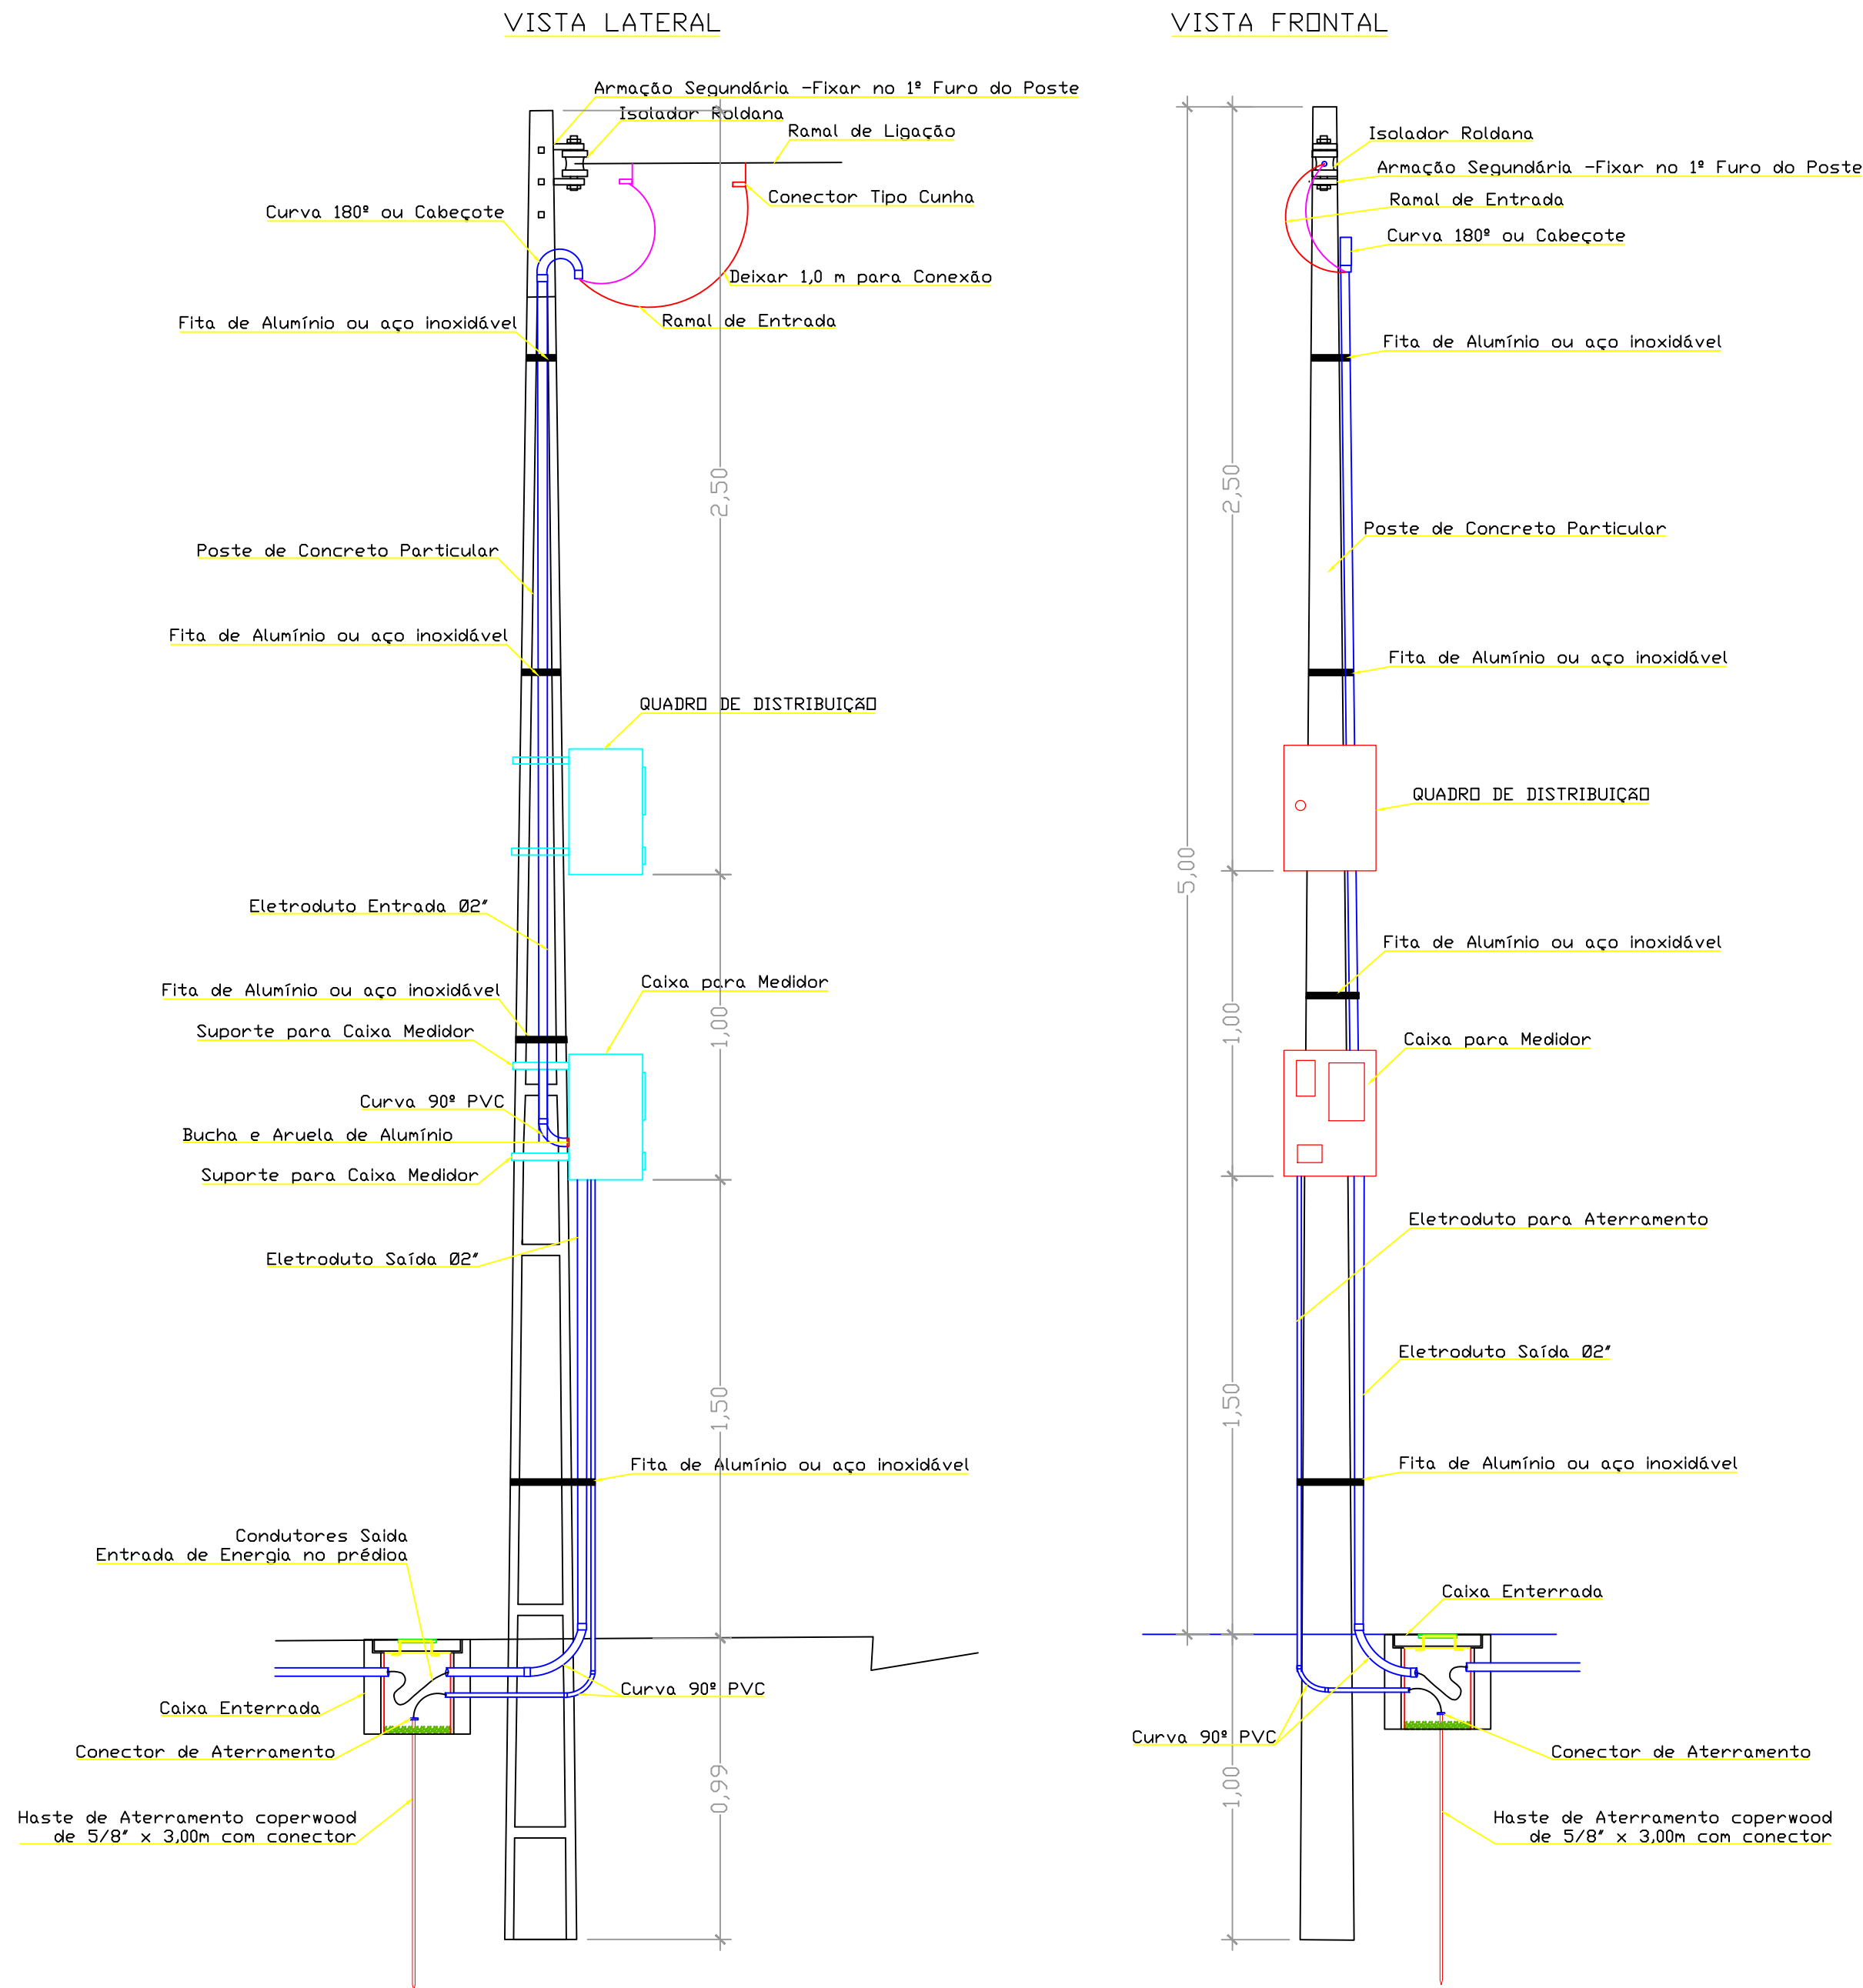 VISTA LATERAL
Armação Segundária -Fixar no 1º Furo do Poste
Isolador Roldana
Ramal de Ligação
Conector Tipo Cunha
Curva 180º ou Cabeçote
Deixar 1,0 m para Conexão
Ramal de Entrada
Fita de Alumínio ou aço inoxidável
2,50
Poste de Concreto Particular
Fita de Alumínio ou aço inoxidável
QUADRO DE DISTRIBUIÇÃO
Eletroduto Entrada Ø2"
Caixa para Medidor
Fita de Alumínio ou aço inoxidável
1,00
Suporte para Caixa Medidor
Curva 90º PVC
Bucha e Aruela de Alumínio
Suporte para Caixa Medidor
Eletroduto Saída Ø2"
1,50
Fita de Alumínio ou aço inoxidável
Condutores Saida
Entrada de Energia no prédioa
Curva 90º PVC
Caixa Enterrada
Conector de Aterramento
0,99
Haste de Aterramento coperwood
de 5/8" x 3,00m com conector
VISTA FRONTAL
Isolador Roldana
Armação Segundária -Fixar no 1º Furo do Poste
Ramal de Entrada
Curva 180º ou Cabeçote
Fita de Alumínio ou aço inoxidável
2,50
Poste de Concreto Particular
Fita de Alumínio ou aço inoxidável
QUADRO DE DISTRIBUIÇÃO
5,00
Fita de Alumínio ou aço inoxidável
1,00
Caixa para Medidor
Eletroduto para Aterramento
Eletroduto Saída Ø2"
1,50
Fita de Alumínio ou aço inoxidável
Caixa Enterrada
Curva 90º PVC
Conector de Aterramento
1,00
Haste de Aterramento coperwood
de 5/8" x 3,00m com conector